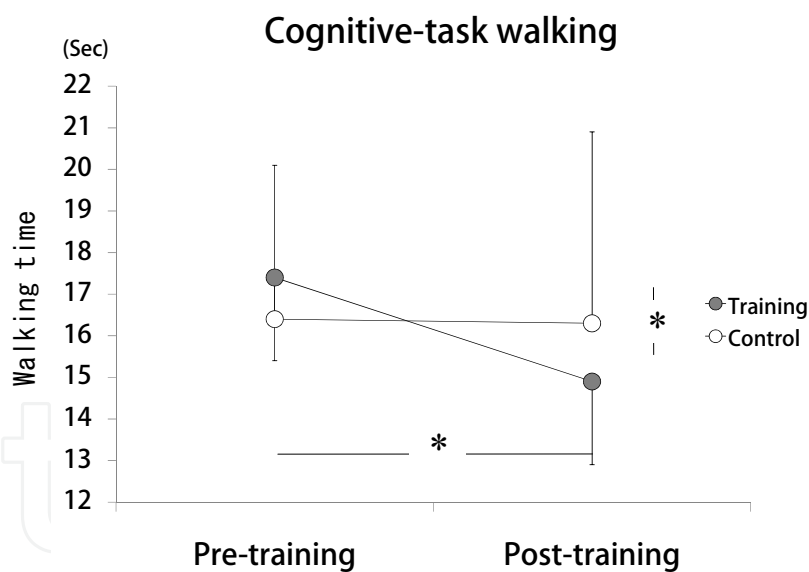 Cognitive-task walking
(Sec)
22
21
20
19
18
17
16
15
14
13
12
Walking time
*
*
Training
Control
Pre-training
Post-training
t